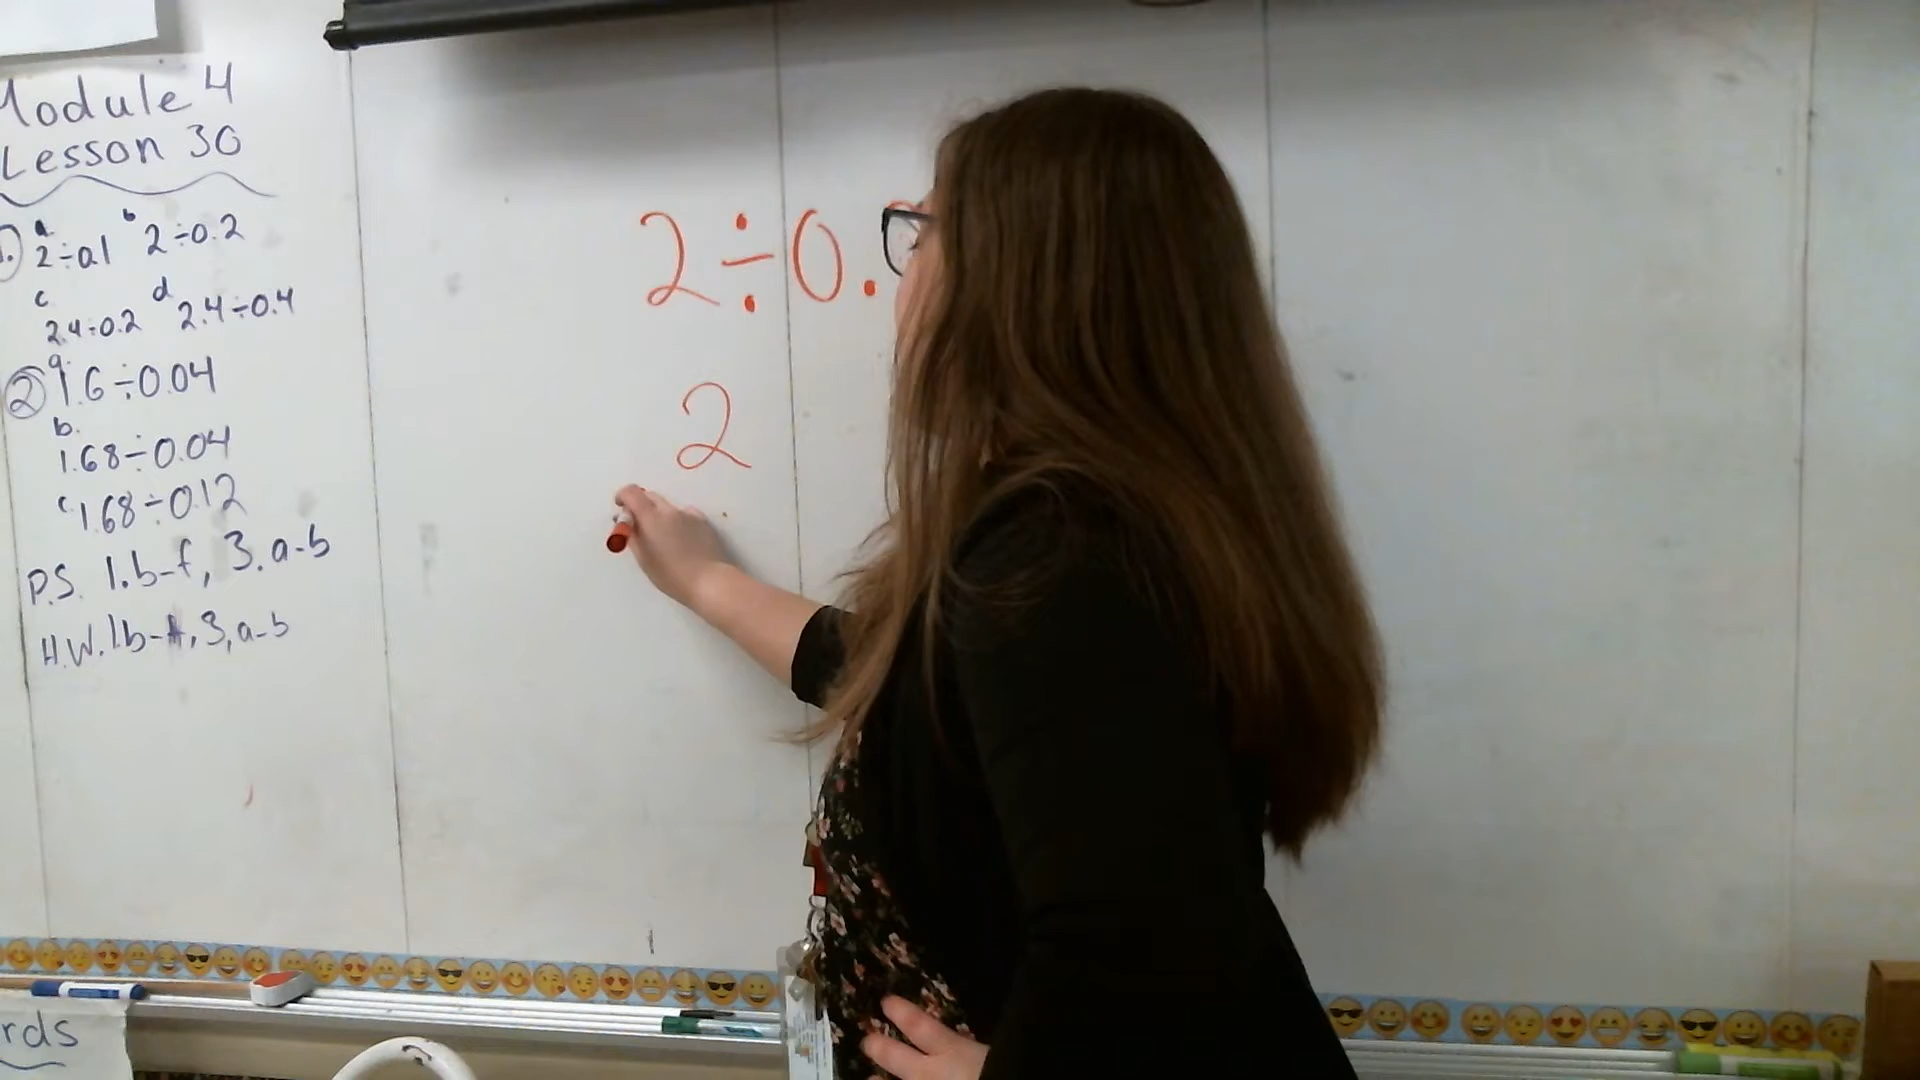 Module 4
Lesson 30
1. a 2÷0.1 b 2÷0.2
c 2.4÷0.2 d 2.4÷0.4
2 a. 1.6÷0.04
b. 1.68÷0.04
c 1.68÷0.12
P.S. 1.b-f, 3.a-b
H.W. 1.b-f, 3, a-b
2÷0.
2
rds